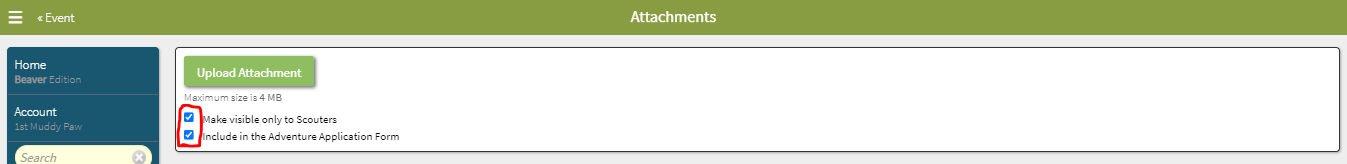 « Event
Attachments
Home
Beaver Edition
Account
1st Muddy Paw
Search
Upload Attachment
Maximum size is 4 MB
Make visible only to Scouters
Include in the Adventure Application Form